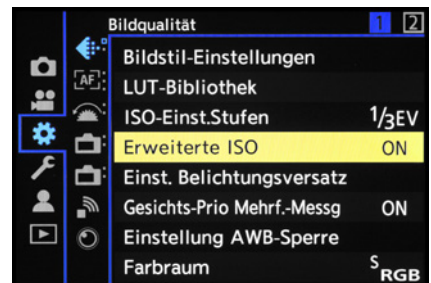 Bildqualität 1 2
Bildstil-Einstellungen
AF
LUT-Bibliothek
ISO-Einst.Stufen 1/3EV
Erweiterte ISO ON
Einst. Belichtungsversatz
Gesichts-Prio Mehrf.-Messg ON
Einstellung AWB-Sperre
Farbraum sRGB